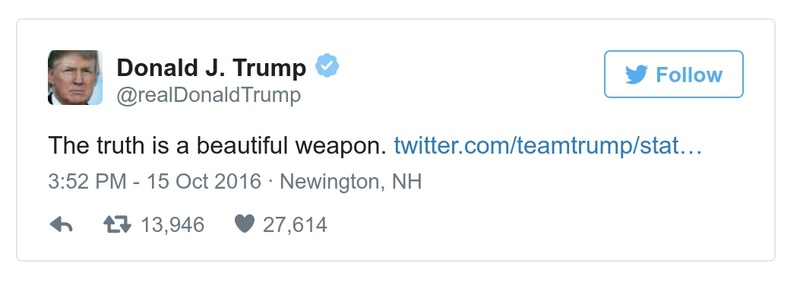 Donald J. Trump
@realDonaldTrump
Follow
The truth is a beautiful weapon. twitter.com/teamtrump/stat…
3:52 PM - 15 Oct 2016 · Newington, NH
13,946 27,614